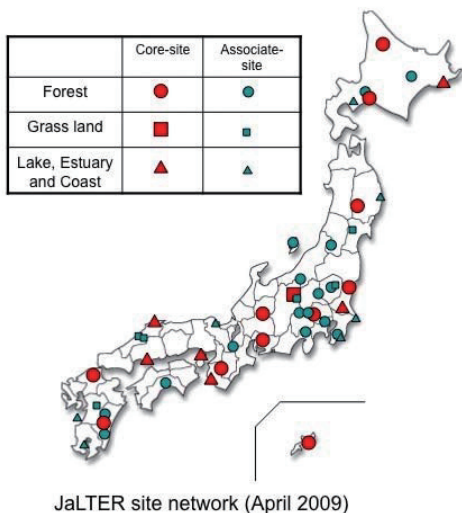 Core-site
Associate-
site
Forest
Grass land
Lake, Estuary
and Coast
JaLTER site network (April 2009)